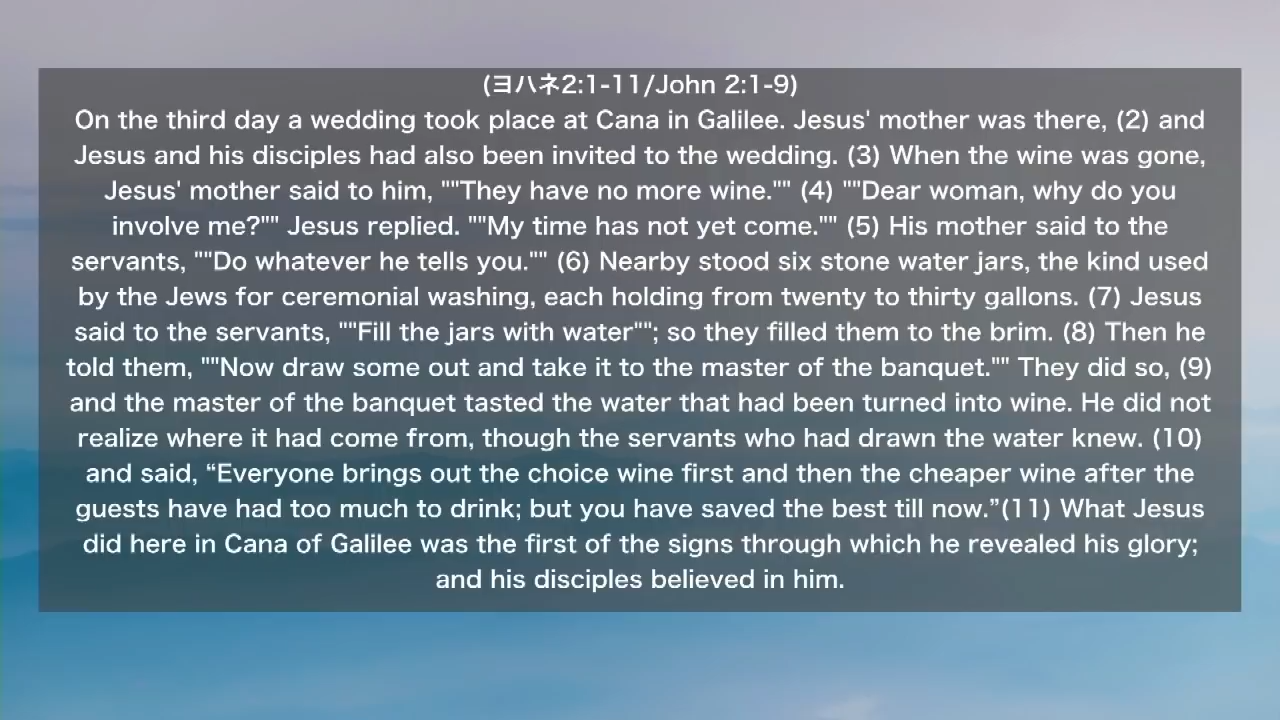 (ヨハネ2:1-11/John 2:1-9)
On the third day a wedding took place at Cana in Galilee. Jesus' mother was there, (2) and
Jesus and his disciples had also been invited to the wedding. (3) When the wine was gone,
Jesus' mother said to him, ""They have no more wine."" (4) ""Dear woman, why do you
involve me?"" Jesus replied. ""My time has not yet come."" (5) His mother said to the
servants, ""Do whatever he tells you."" (6) Nearby stood six stone water jars, the kind used
by the Jews for ceremonial washing, each holding from twenty to thirty gallons. (7) Jesus
said to the servants, ""Fill the jars with water""; so they filled them to the brim. (8) Then he
told them, ""Now draw some out and take it to the master of the banquet."" They did so, (9)
and the master of the banquet tasted the water that had been turned into wine. He did not
realize where it had come from, though the servants who had drawn the water knew. (10)
and said, “Everyone brings out the choice wine first and then the cheaper wine after the
guests have had too much to drink; but you have saved the best till now.”(11) What Jesus
did here in Cana of Galilee was the first of the signs through which he revealed his glory;
and his disciples believed in him.